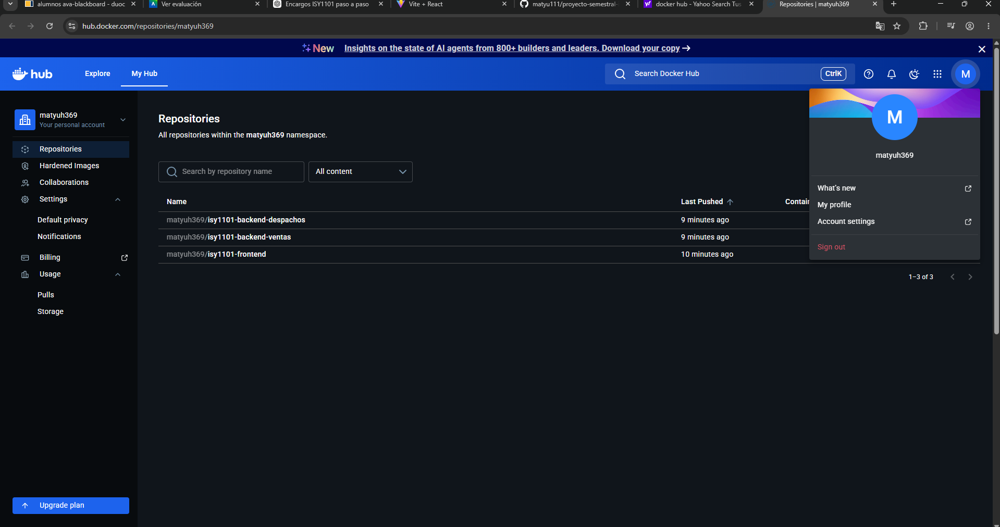 alumnos ava-blackboard - duoc
Ver evaluación
Encargos ISY1101 paso a paso
Vite + React
matyu111/proyecto-semestral-
docker hub - Yahoo Search Tus
Repositories | matyuh369
hub.docker.com/repositories/matyuh369
New Insights on the state of AI agents from 800+ builders and leaders. Download your copy →
hub
Explore
My Hub
Search Docker Hub
CtrlK
M
matyuh369
Your personal account
Repositories
Hardened Images
Collaborations
Settings
Default privacy
Notifications
Billing
Usage
Pulls
Storage
Upgrade plan
Repositories
All repositories within the matyuh369 namespace.
Search by repository name
All content
Name Last Pushed Contain
matyuh369/isy1101-backend-despachos 9 minutes ago
matyuh369/isy1101-backend-ventas 9 minutes ago
matyuh369/isy1101-frontend 10 minutes ago
1–3 of 3
M
matyuh369
What's new
My profile
Account settings
Sign out